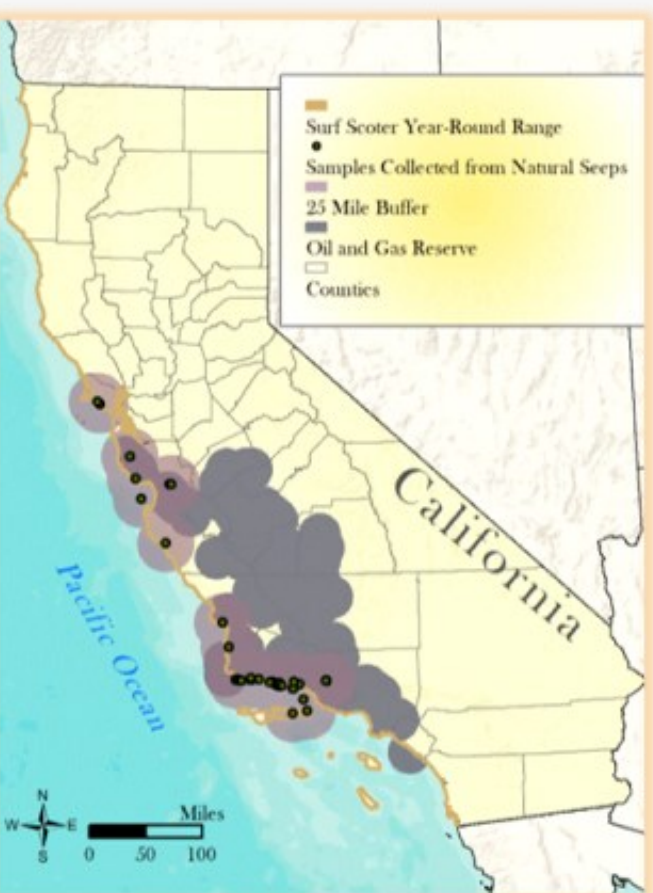 Surf Scoter Year-Round Range
Samples Collected from Natural Seeps
25 Mile Buffer
Oil and Gas Reserve
Counties
California
Pacific Ocean
N
W E
S
Miles
0 50 100